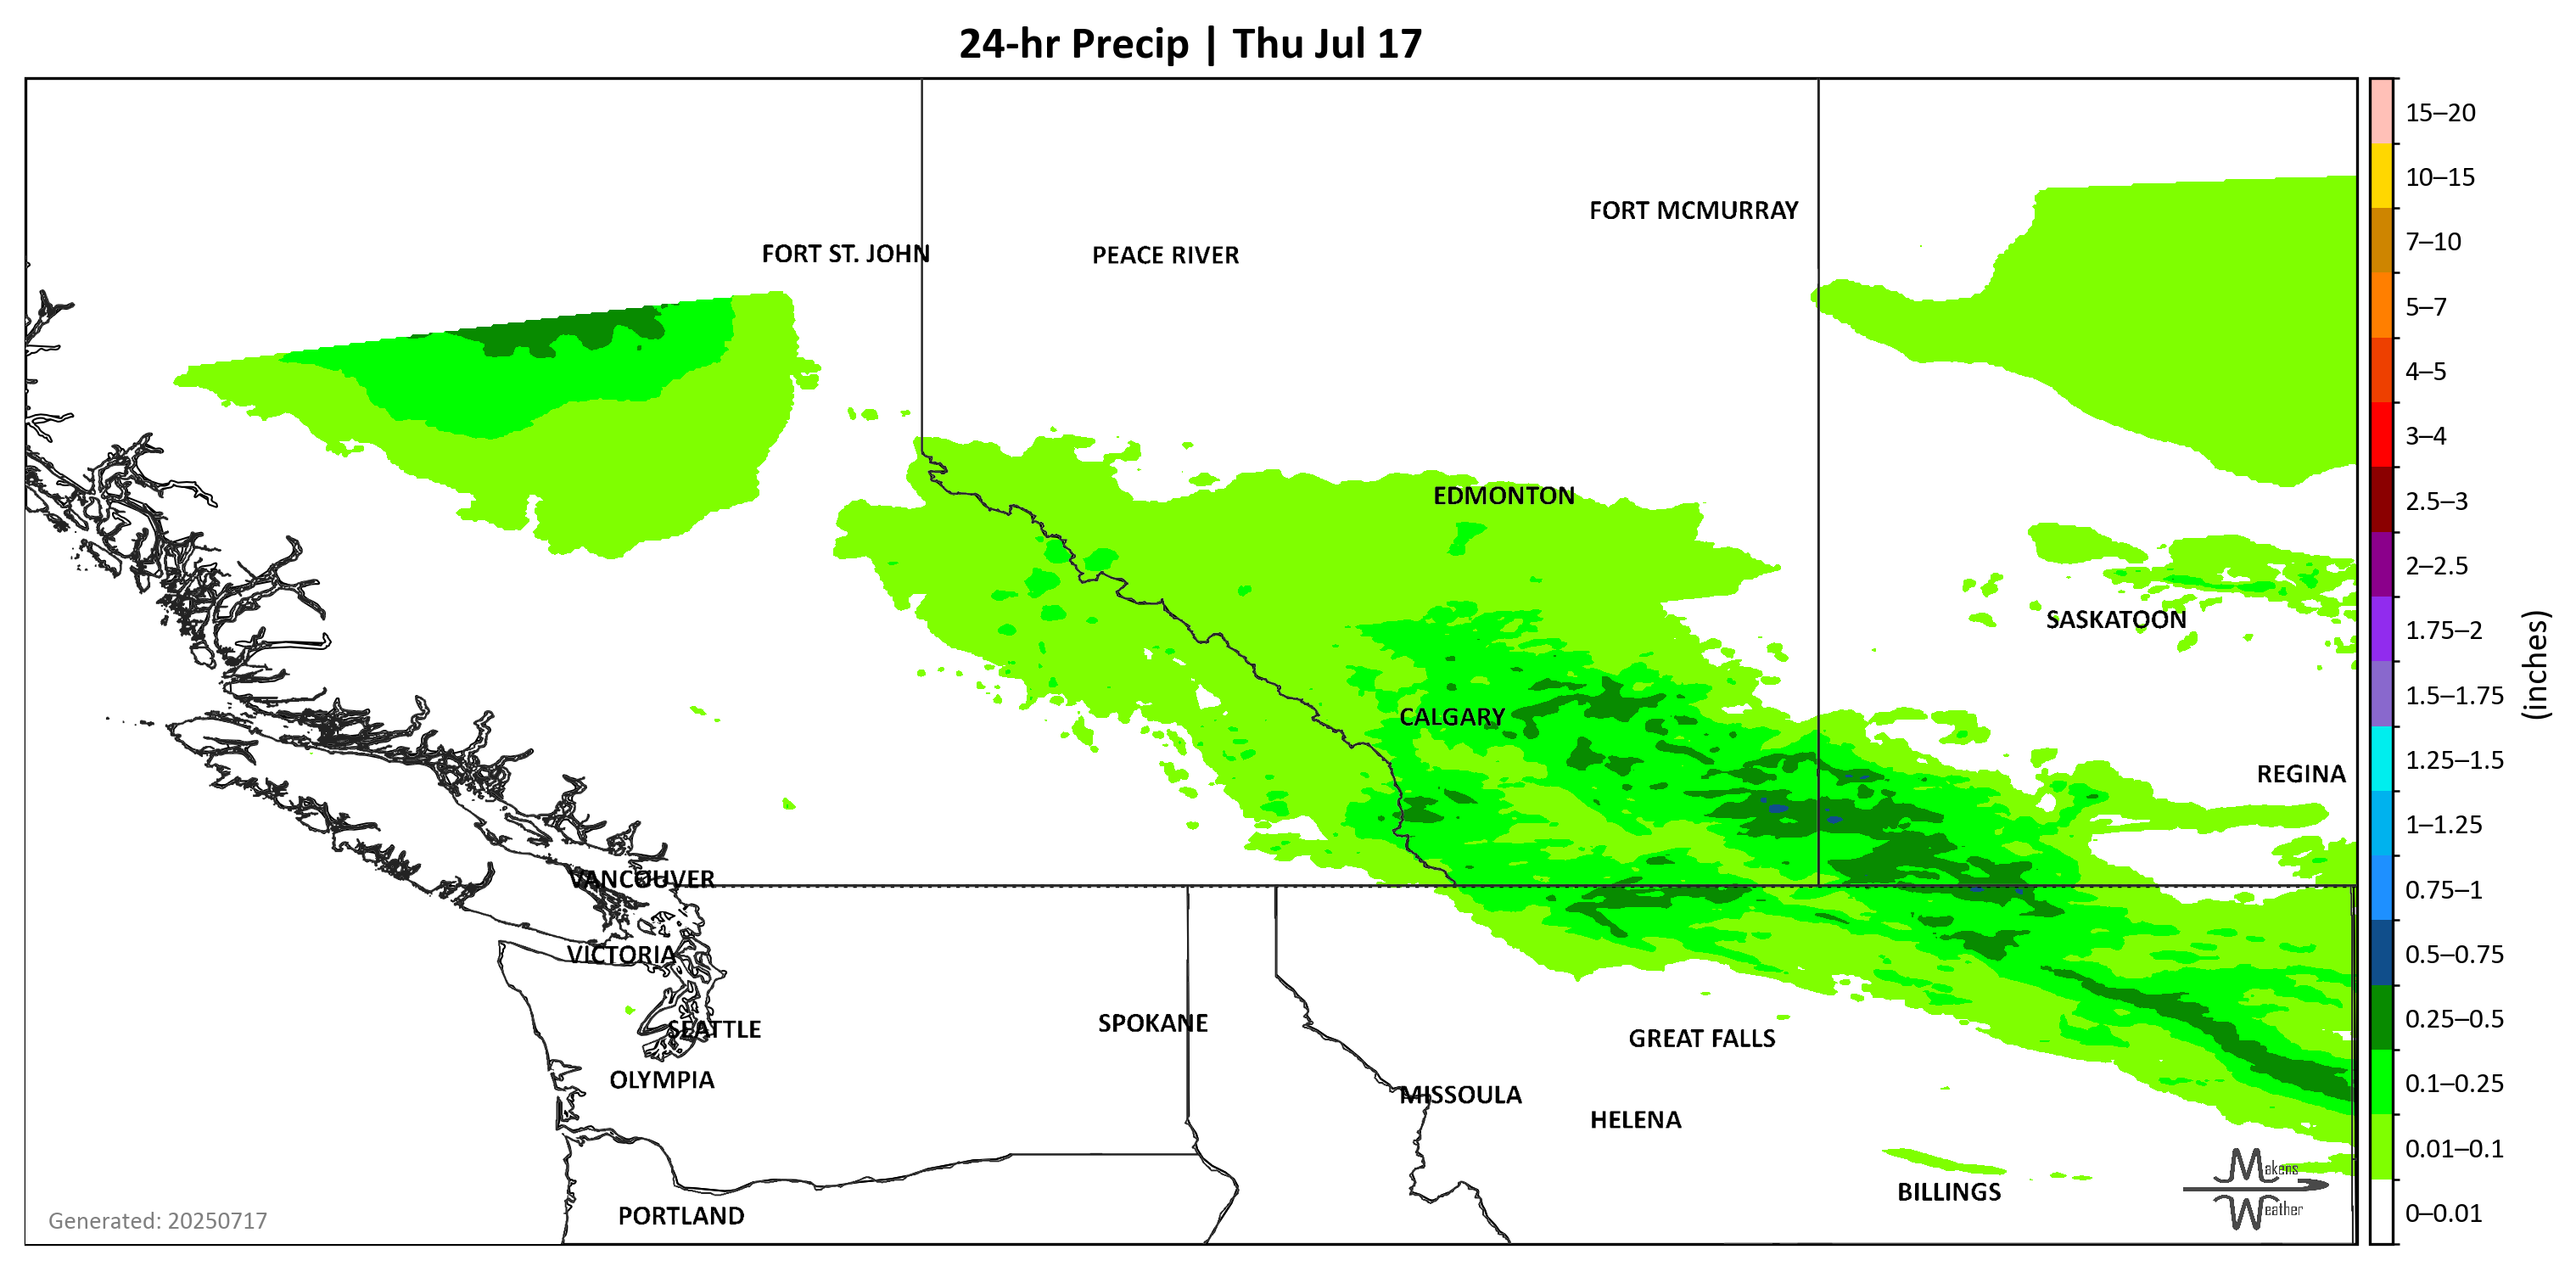 24-hr Precip | Thu Jul 17
15–20
10–15
FORT MCMURRAY
7–10
FORT ST. JOHN
PEACE RIVER
5–7
4–5
3–4
EDMONTON
2.5–3
2–2.5
SASKATOON
1.75–2
(inches)
1.5–1.75
CALGARY
1.25–1.5
REGINA
1–1.25
VANCOUVER
0.75–1
VICTORIA
0.5–0.75
SEATTLE
SPOKANE
GREAT FALLS
0.25–0.5
OLYMPIA
MISSOULA
HELENA
0.1–0.25
0.01–0.1
Makens
Weather
BILLINGS
PORTLAND
Generated: 20250717
0–0.01